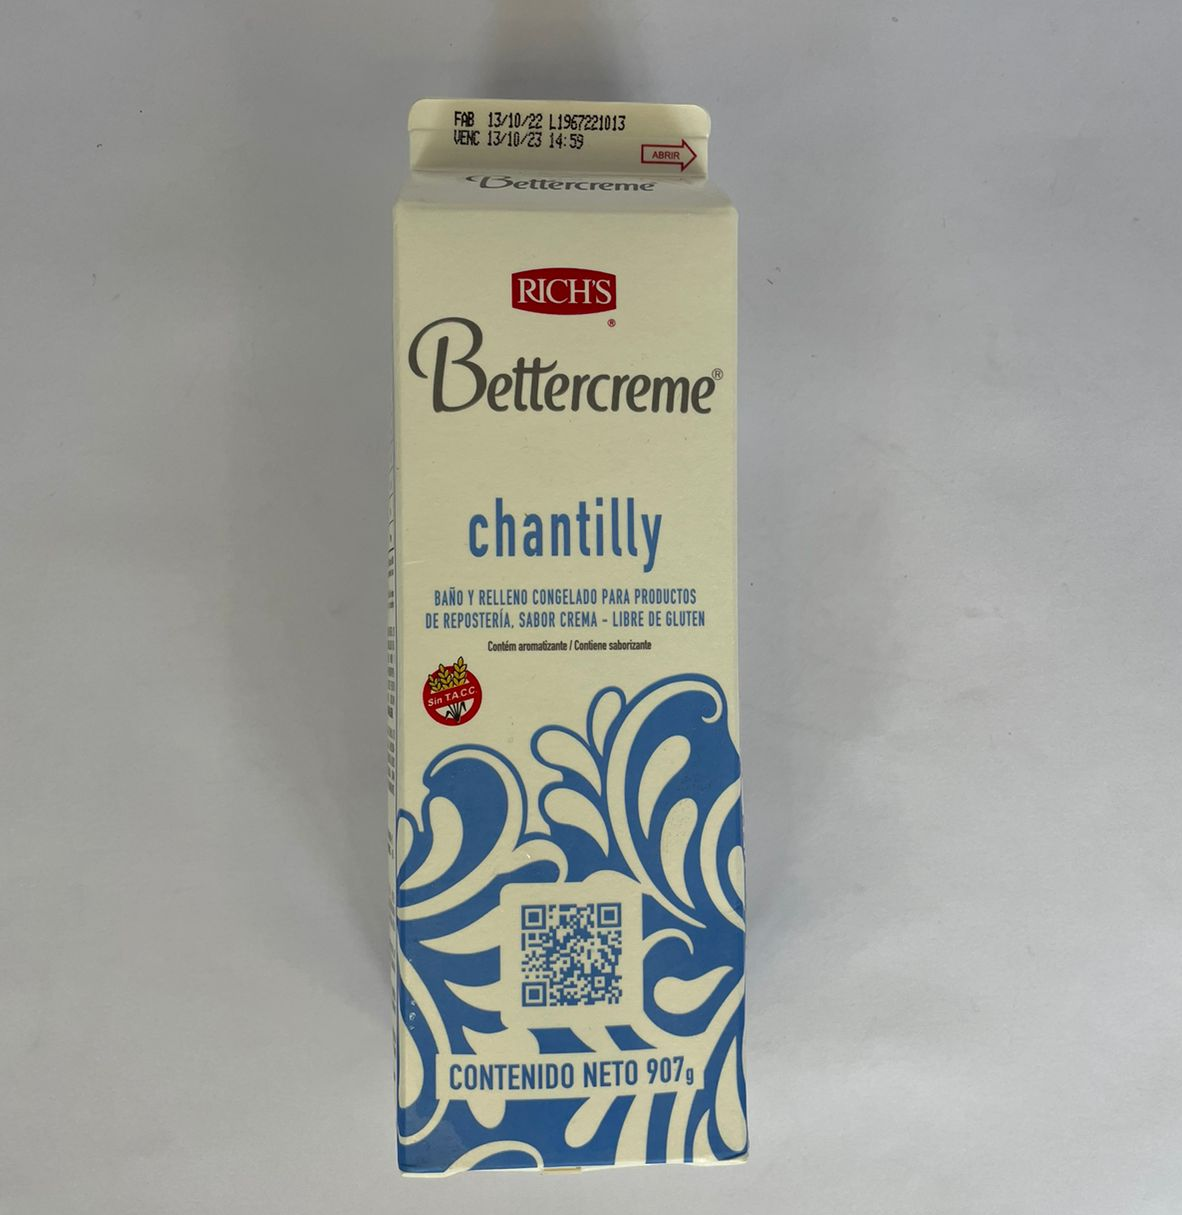 FAB 13/10/22 L1967221013
VENC 13/10/23 14:59
ABRIR
Bettercreme
RICH'S
®
Bettercreme®
chantilly
BAÑO Y RELLENO CONGELADO PARA PRODUCTOS
DE REPOSTERÍA, SABOR CREMA - LIBRE DE GLUTEN
Contém aromatizante / Contiene saborizante
Sin T.A.C.C.
CONTENIDO NETO 907g